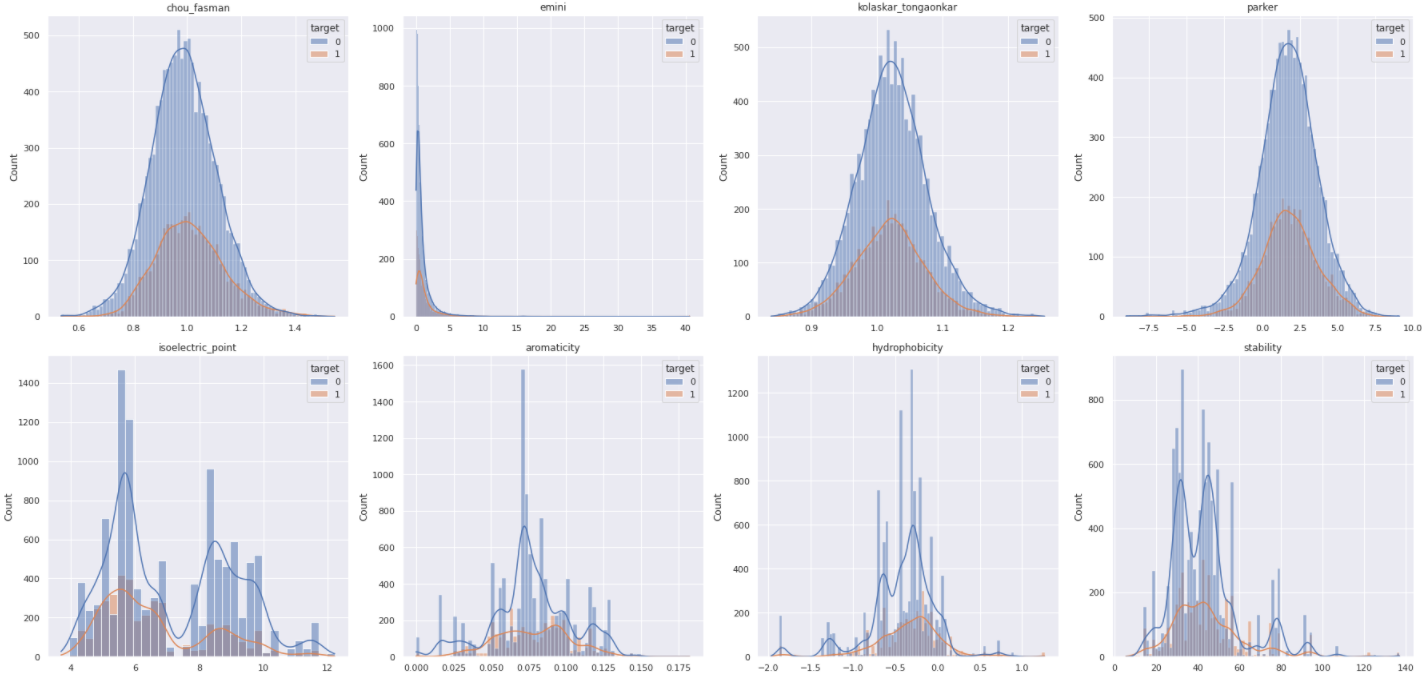 chou_fasman
target
0
1
Count
500
400
300
200
100
0
0.6 0.8 1.0 1.2 1.4
emini
target
0
1
1000
800
600
400
200
0
0 5 10 15 20 25 30 35 40
kolaskar_tongaonkar
target
0
1
Count
500
400
300
200
100
0
0.9 1.0 1.1 1.2
parker
target
0
1
Count
500
400
300
200
100
0
−7.5 −5.0 −2.5 0.0 2.5 5.0 7.5 10.0
isoelectric_point
target
0
1
Count
1400
1200
1000
800
600
400
200
0
4 6 8 10 12
aromaticity
target
0
1
Count
1600
1400
1200
1000
800
600
400
200
0
0.000 0.025 0.050 0.075 0.100 0.125 0.150 0.175
hydrophobicity
target
0
1
Count
1200
1000
800
600
400
200
0
−2.0 −1.5 −1.0 −0.5 0.0 0.5 1.0
stability
target
0
1
Count
800
600
400
200
0
0 20 40 60 80 100 120 140